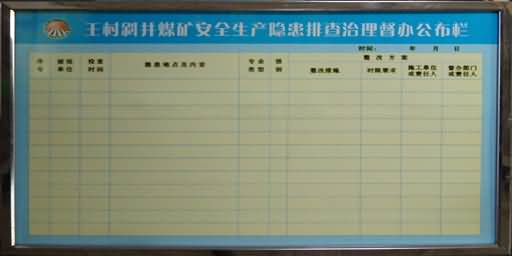 王村斜井煤矿安全生产隐患排查治理督办公布栏
时间： 年 月 日
序号 被检单位 检查时间 隐患地点及内容 专业类型 级别 整改方案
整改措施 时限要求 施工单位或责任人 督办部门或责任人